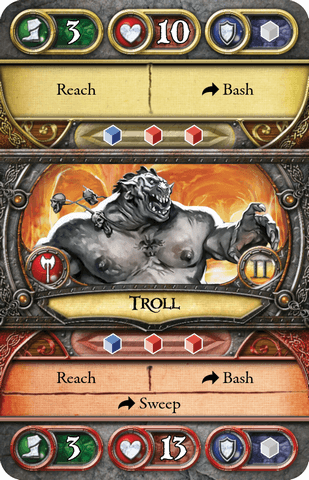 3 10
Reach Bash
II
TROLL
Reach Bash
Sweep
3 13